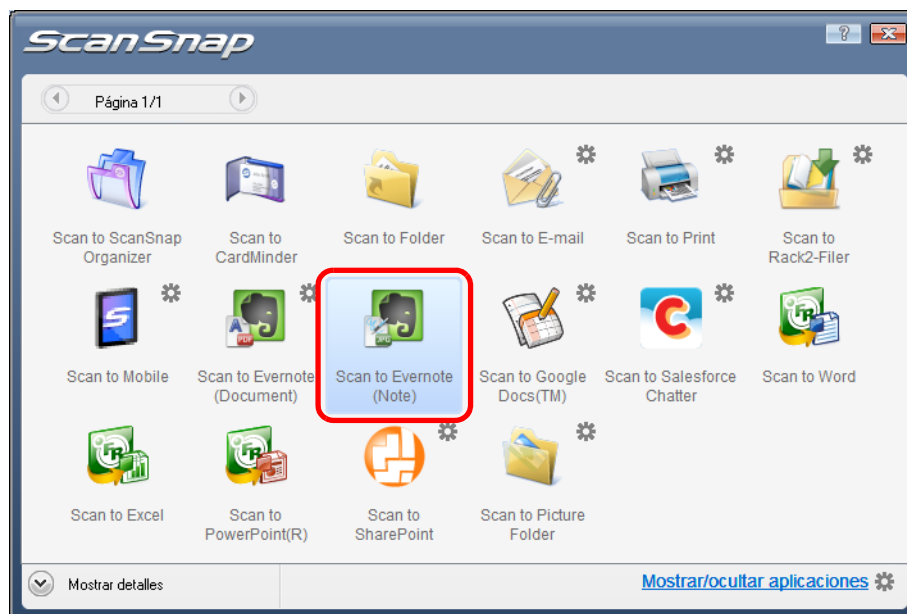 ScanSnap
?
Página 1/1
Scan to ScanSnap
Organizer
Scan to
CardMinder
Scan to Folder
Scan to E-mail
Scan to Print
Scan to
Rack2-Filer
Scan to Mobile
Scan to Evernote
(Document)
Scan to Evernote
(Note)
Scan to Google
Docs(TM)
Scan to Salesforce
Chatter
Scan to Word
Scan to Excel
Scan to
PowerPoint(R)
Scan to
SharePoint
Scan to Picture
Folder
Mostrar detalles
Mostrar/ocultar aplicaciones